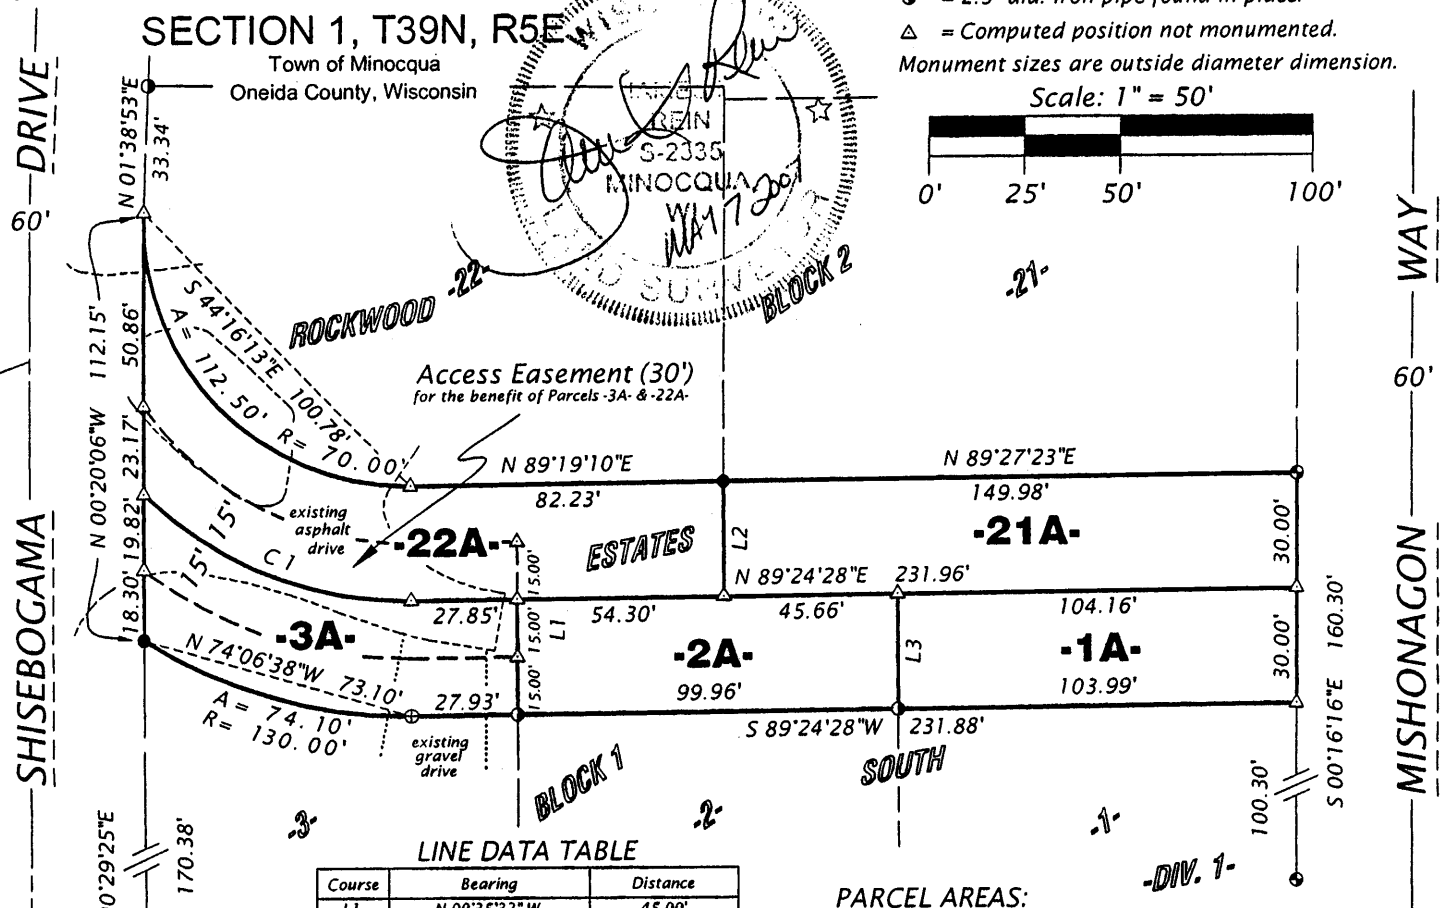 SECTION 1, T39N, R5E
Town of Minocqua
Oneida County, Wisconsin
= Computed position not monumented.
Monument sizes are outside diameter dimension.
Scale: 1" = 50'
0' 25' 50' 100'
REIN
S-2335
MINOCQUA
WI
MAY 7 2001
SHISEBOGAMA DRIVE
60'
N 01°38'53"E
33.34'
112.15'
N 00°20'06"W
50.86'
23.17'
19.82'
18.30'
S 44°16'13"E 100.78'
A = 112.50'
R = 70.00'
ROCKWOOD
-22-
BLOCK 2
-21-
Access Easement (30')
for the benefit of Parcels -3A- & -22A-
N 89°19'10"E
82.23'
N 89°27'23"E
149.98'
MISHONAGON WAY
60'
15' 15'
existing
asphalt
drive
-22A-
ESTATES
L2
-21A-
30.00'
C1
15.00'
N 89°24'28"E 231.96'
27.85'
54.30'
45.66'
104.16'
15.00'
L1
-3A-
-2A-
L3
-1A-
30.00'
160.30'
S 00°16'16"E
N 74°06'38"W 73.10'
A = 74.10'
R = 130.00'
27.93'
15.00'
99.96'
103.99'
S 89°24'28"W 231.88'
existing
gravel
drive
BLOCK 1
SOUTH
100.30'
0°29'25"E
170.38'
-3-
-2-
-1-
-DIV. 1-
LINE DATA TABLE
Course Bearing Distance
PARCEL AREAS: